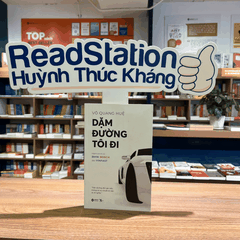 TOP
ReadStation
Huỳnh Thúc Kháng
VÕ QUANG HUỆ
DẶM
ĐƯỜNG
TÔI ĐI